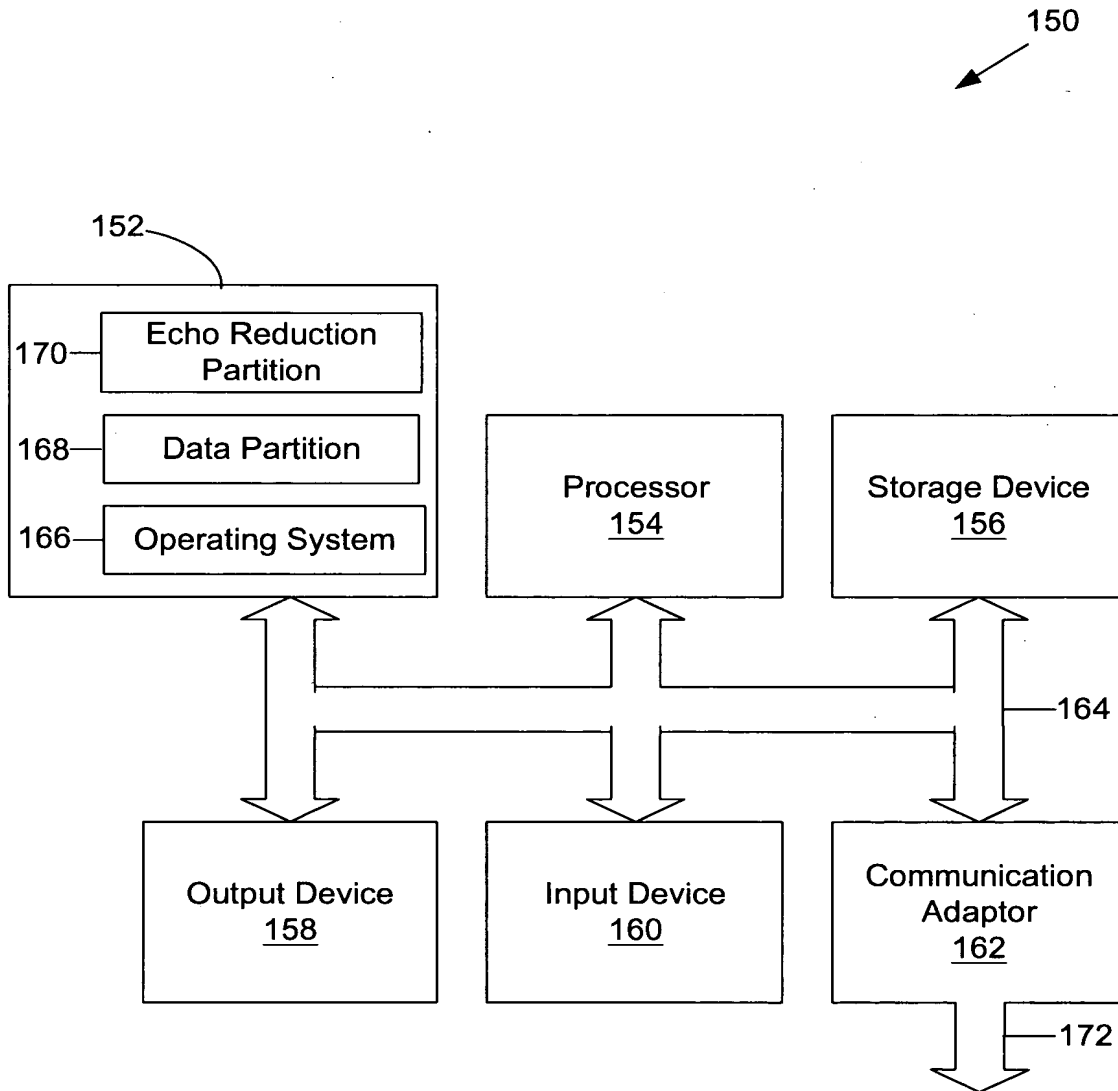 150
152
170
Echo Reduction
Partition
168
Data Partition
166
Operating System
Processor
154
Storage Device
156
164
Output Device
158
Input Device
160
Communication
Adaptor
162
172